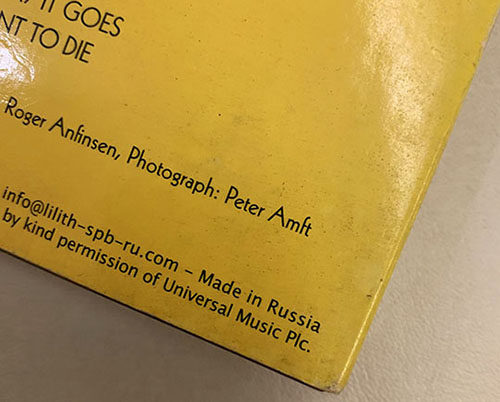 IT GOES
NT TO DIE
Roger Anfinsen, Photograph: Peter Amft
info@lilith-spb-ru.com – Made in Russia
by kind permission of Universal Music Plc.